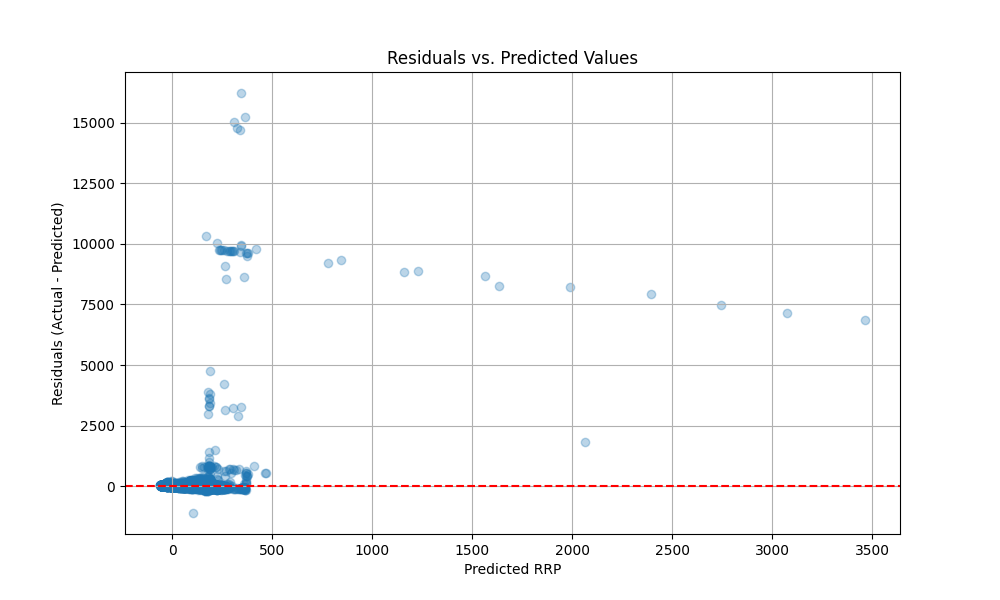 Residuals vs. Predicted Values
Residuals (Actual - Predicted)
15000
12500
10000
7500
5000
2500
0
0 500 1000 1500 2000 2500 3000 3500
Predicted RRP